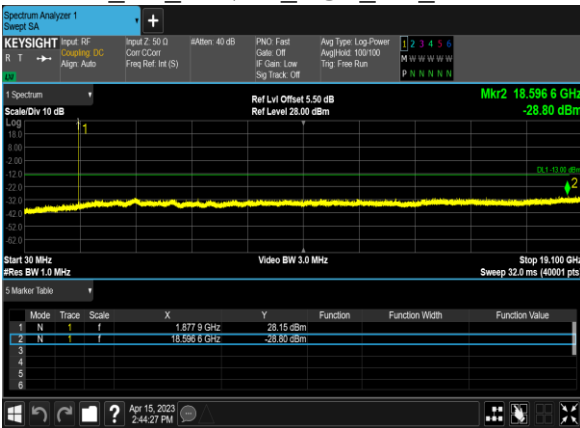 Spectrum Analyzer 1
Swept SA
+
KEYSIGHT Input: RF Input Z: 50 Ω #Atten: 40 dB PNO: Fast Avg Type: Log-Power 1 2 3 4 5 6
R T Coupling: DC Corr CCorr Gate: Off Avg|Hold: 100/100 M W W W W W
Align: Auto Freq Ref: Int (S) IF Gain: Low Trig: Free Run
Sig Track: Off P N N N N N
1 Spectrum Ref Lvl Offset 5.50 dB Mkr2 18.596 6 GHz
Scale/Div 10 dB Ref Level 28.00 dBm -28.80 dBm
Log
18.0
8.00
-2.00
-12.0
-22.0
-32.0
-42.0
-52.0
-62.0
1
DL1 -13.00 dBm
2
Start 30 MHz Video BW 3.0 MHz Stop 19.100 GHz
#Res BW 1.0 MHz Sweep 32.0 ms (40001 pts
5 Marker Table
Mode Trace Scale X Y Function Function Width Function Value
1 N 1 f 1.877 9 GHz 28.15 dBm
2 N 1 f 18.596 6 GHz -28.80 dBm
3
4
5
6
? Apr 15, 2023
2:44:27 PM